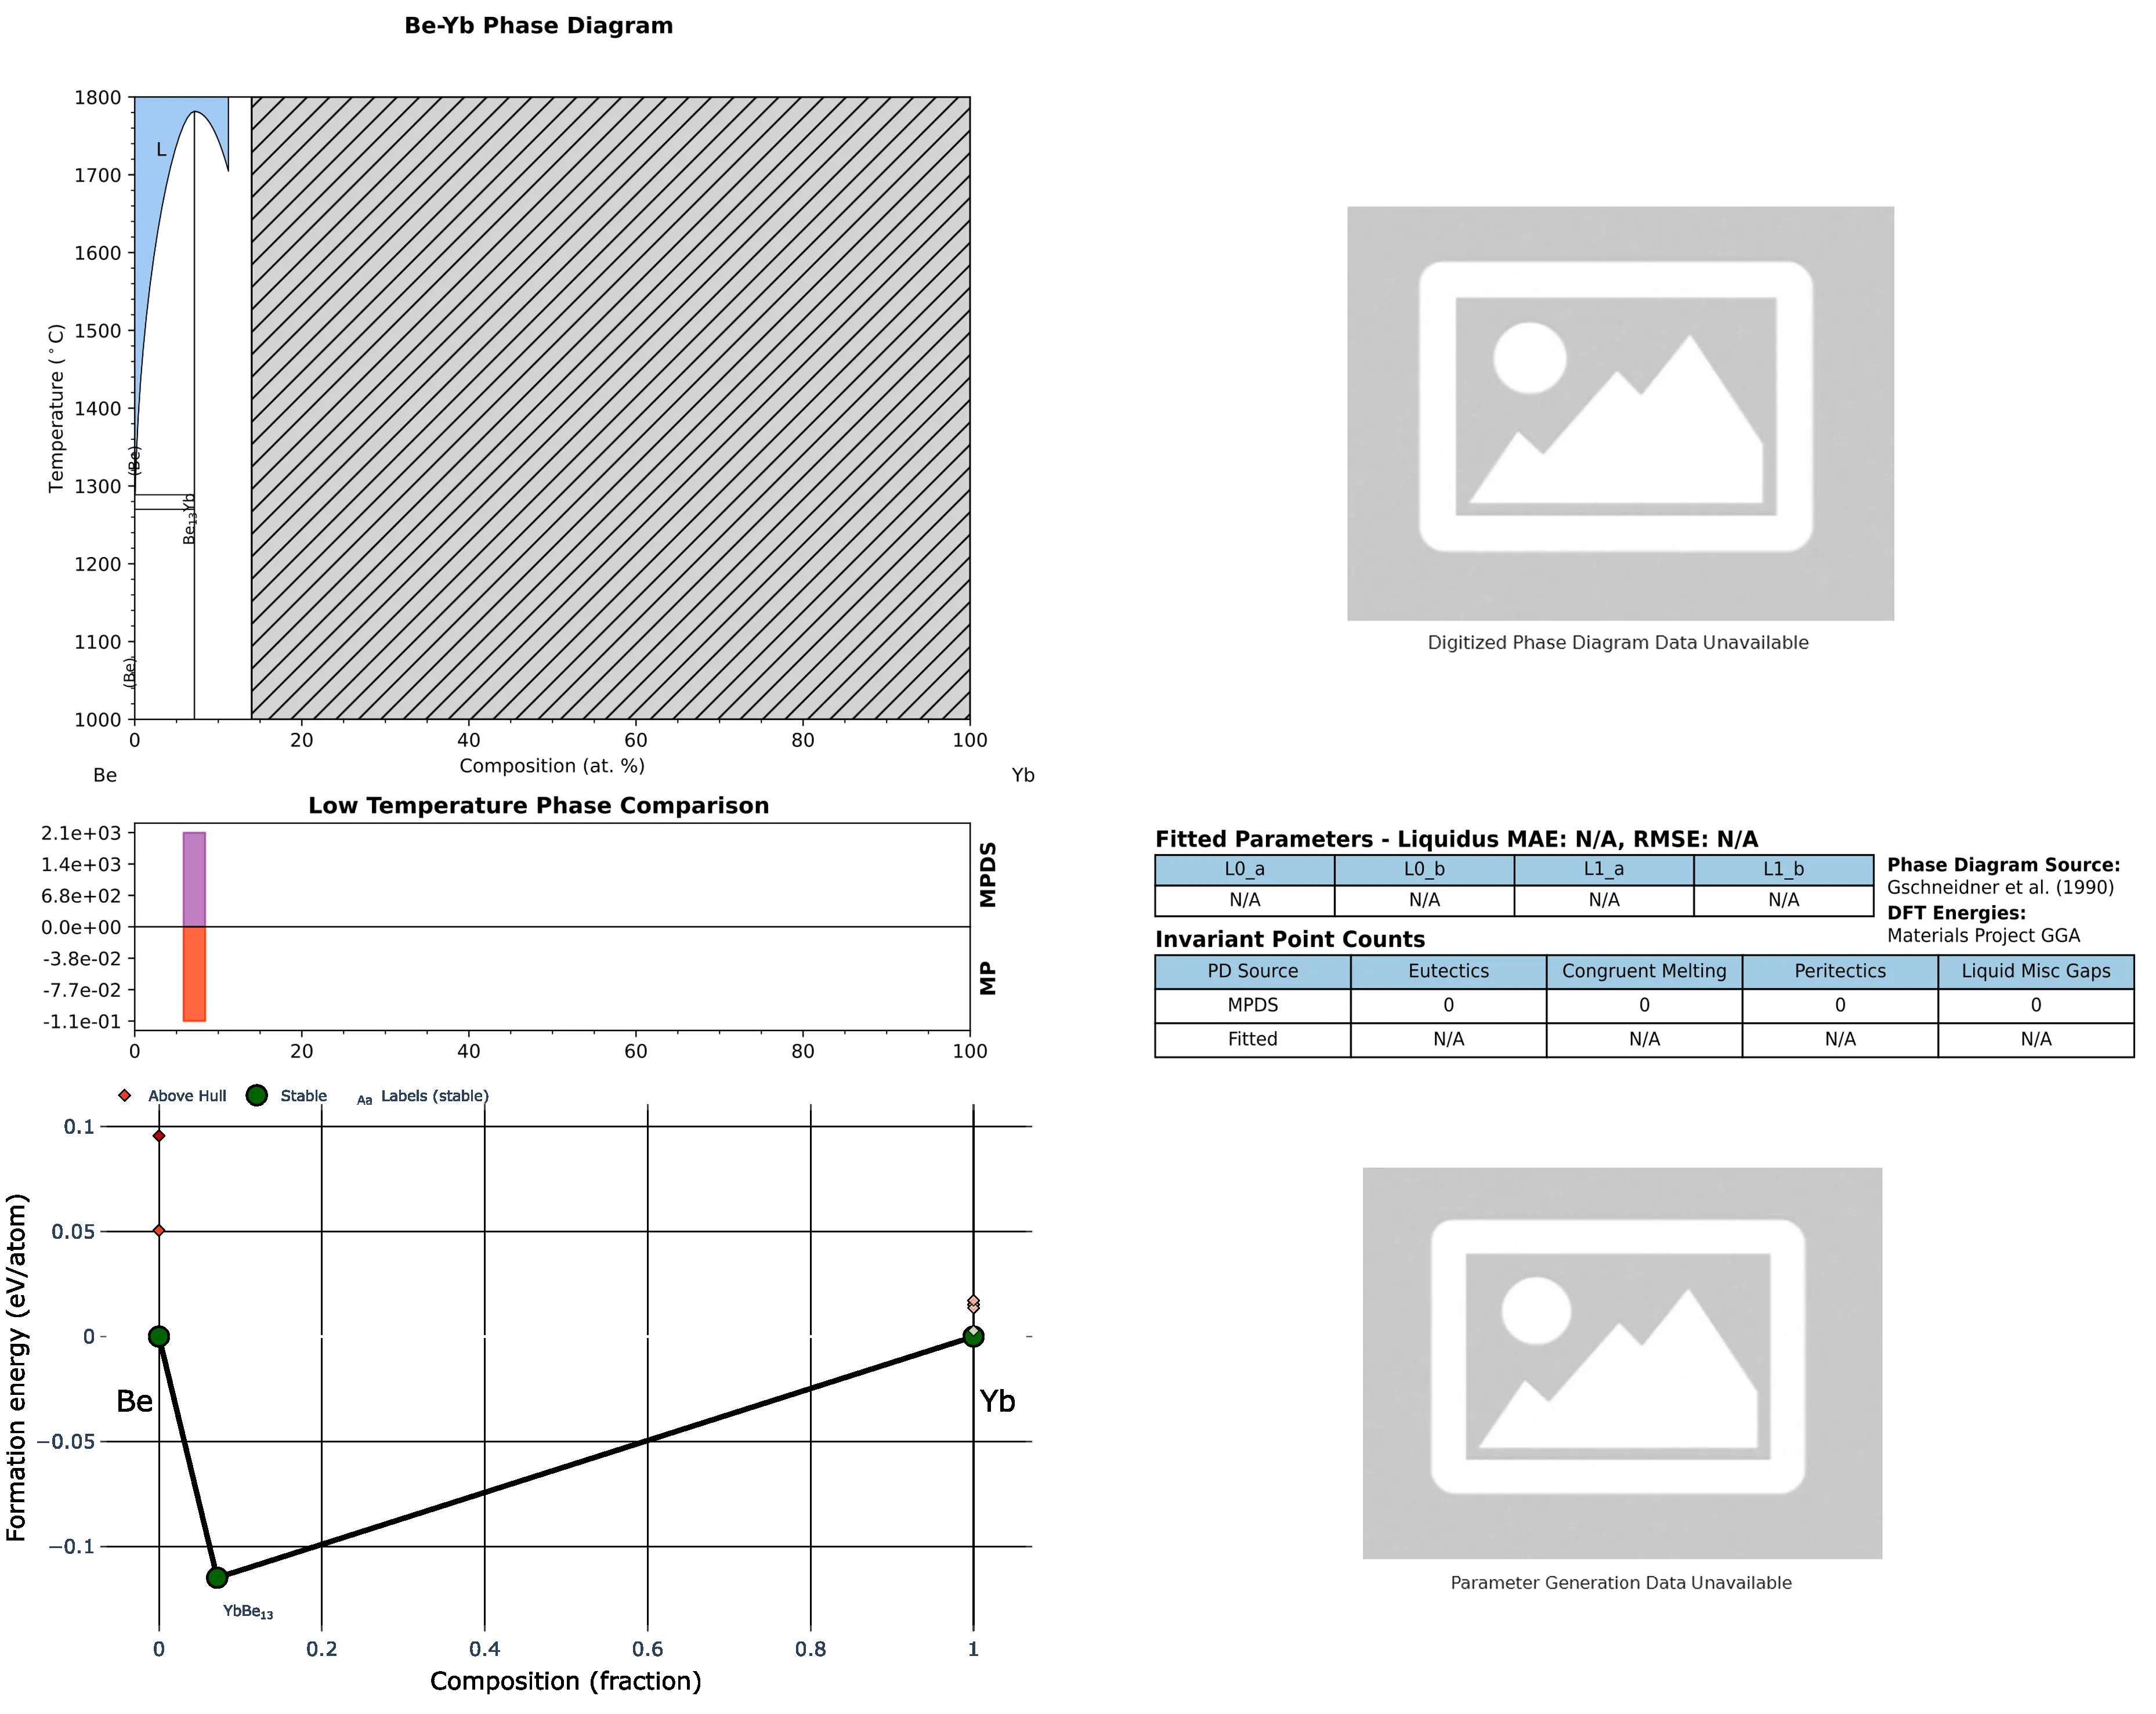 Be-Yb Phase Diagram
1800
1700
1600
1500
1400
1300
1200
1100
1000
Temperature (°C)
L
(Be)
Be₁₃Yb
(Be)
0 20 40 60 80 100
Composition (at. %)
Be Yb
Digitized Phase Diagram Data Unavailable
Low Temperature Phase Comparison
2.1e+03
1.4e+03
6.8e+02
0.0e+00
-3.8e-02
-7.7e-02
-1.1e-01
MPDS
MP
0 20 40 60 80 100
Fitted Parameters - Liquidus MAE: N/A, RMSE: N/A
L0_a L0_b L1_a L1_b
N/A N/A N/A N/A
Phase Diagram Source:
Gschneidner et al. (1990)
DFT Energies:
Materials Project GGA
Invariant Point Counts
PD Source Eutectics Congruent Melting Peritectics Liquid Misc Gaps
MPDS 0 0 0 0
Fitted N/A N/A N/A N/A
Above Hull Stable Aa Labels (stable)
0.1
0.05
0
−0.05
−0.1
Formation energy (eV/atom)
Be Yb
YbBe₁₃
0 0.2 0.4 0.6 0.8 1
Composition (fraction)
Parameter Generation Data Unavailable